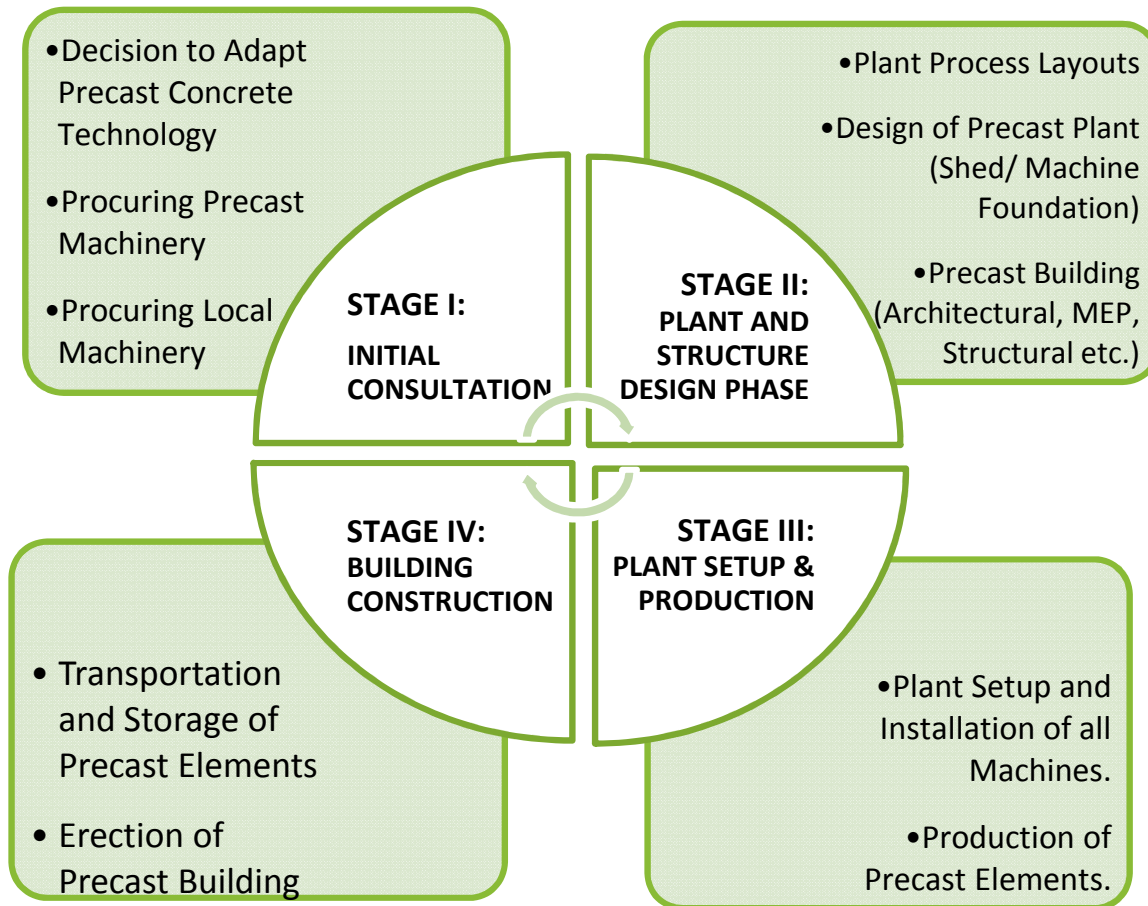 •Decision to Adapt
Precast Concrete
Technology
•Procuring Precast
Machinery
•Procuring Local
Machinery
STAGE I:
INITIAL
CONSULTATION
•Plant Process Layouts
•Design of Precast Plant
(Shed/ Machine
Foundation)
•Precast Building
(Architectural, MEP,
Structural etc.)
STAGE II:
PLANT AND
STRUCTURE
DESIGN PHASE
STAGE III:
PLANT SETUP &
PRODUCTION
•Plant Setup and
Installation of all
Machines.
•Production of
Precast Elements.
STAGE IV:
BUILDING
CONSTRUCTION
• Transportation
and Storage of
Precast Elements
• Erection of
Precast Building